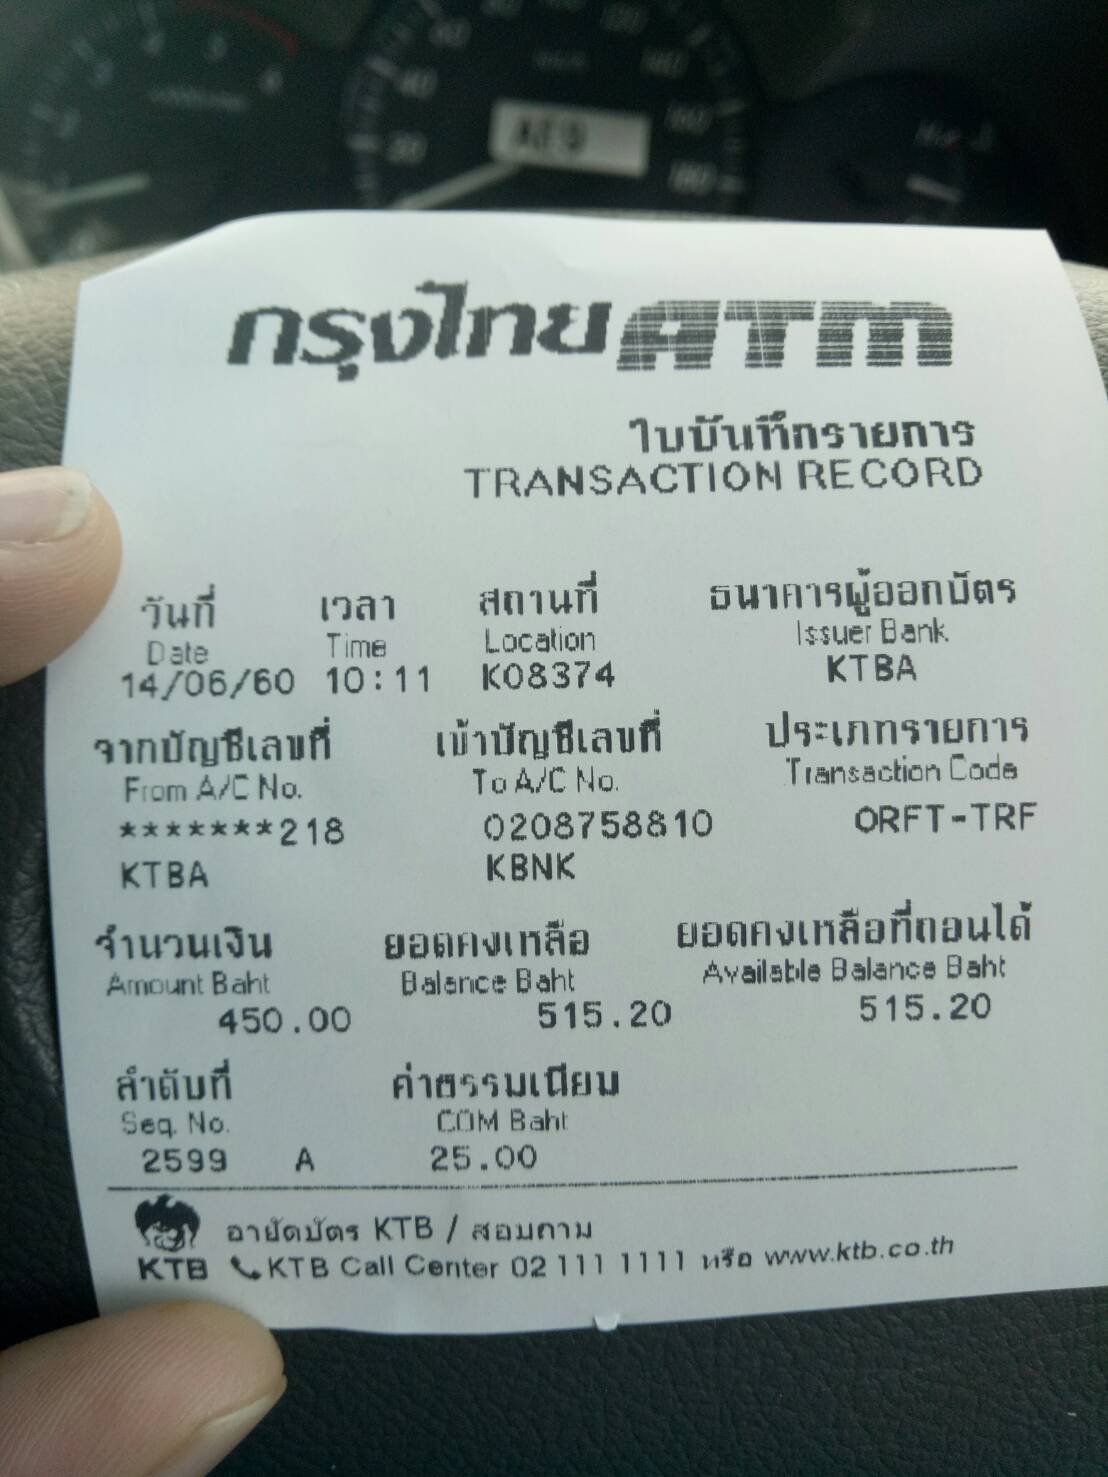 20 40 60 120 140 160 180
AE9
กรุงไทย ATM
ใบบันทึกรายการ
TRANSACTION RECORD
วันที่ เวลา สถานที่ ธนาคารผู้ออกบัตร
Date Time Location Issuer Bank
14/06/60 10:11 K08374 KTBA
จากบัญชีเลขที่ เข้าบัญชีเลขที่ ประเภทรายการ
From A/C No. To A/C No. Transaction Code
*******218 0208758810 ORFT-TRF
KTBA KBNK
จำนวนเงิน ยอดคงเหลือ ยอดคงเหลือที่ถอนได้
Amount Baht Balance Baht Available Balance Baht
450.00 515.20 515.20
ลำดับที่ ค่าธรรมเนียม
Seq. No. COM Baht
2599 A 25.00
อายัดบัตร KTB / สอบถาม
KTB KTB Call Center 02 111 1111 หรือ www.ktb.co.th